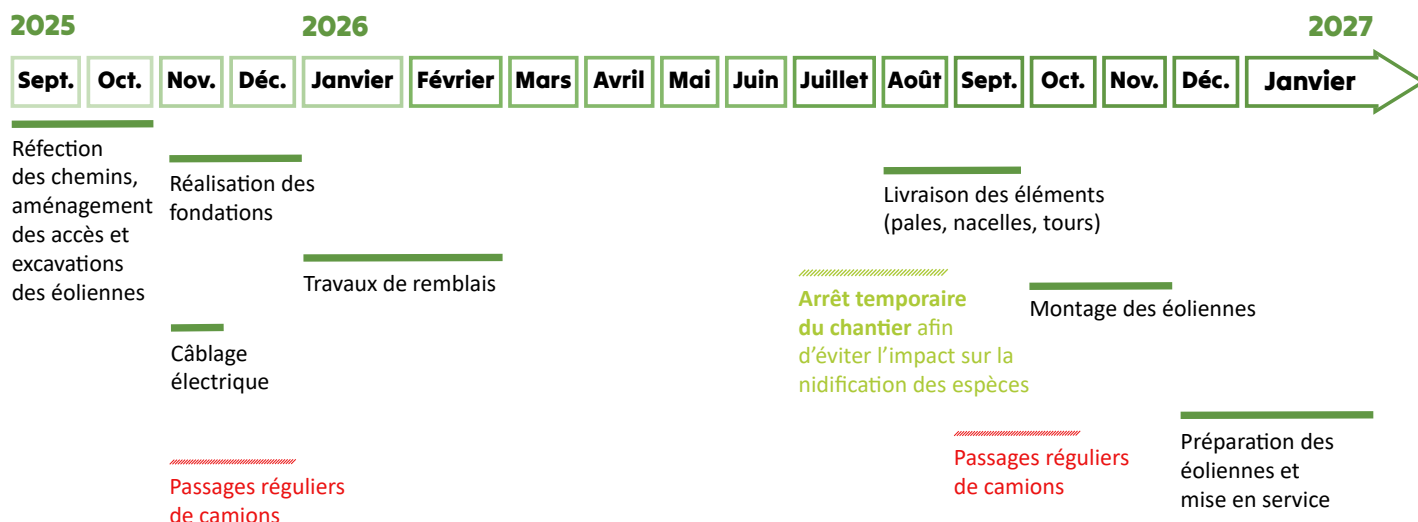 2025
2026
2027
Sept.
Oct.
Nov.
Déc.
Janvier
Février
Mars
Avril
Mai
Juin
Juillet
Août
Sept.
Oct.
Nov.
Déc.
Janvier
Réfection
des chemins,
aménagement
des accès et
excavations
des éoliennes
Réalisation des
fondations
Travaux de remblais
Câblage
électrique
Passages réguliers
de camions
Livraison des éléments
(pales, nacelles, tours)
Arrêt temporaire
du chantier afin
d’éviter l’impact sur la
nidification des espèces
Montage des éoliennes
Passages réguliers
de camions
Préparation des
éoliennes et
mise en service